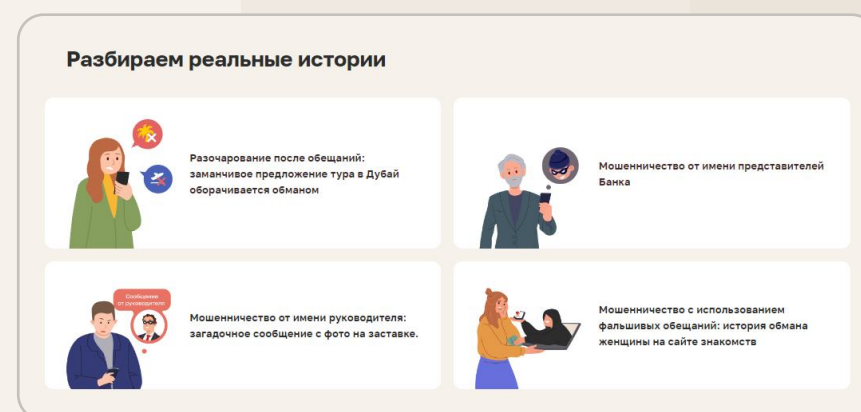 Разбираем реальные истории
Разочарование после обещаний:
заманчивое предложение тура в Дубай
оборачивается обманом
Мошенничество от имени представителей
Банка
Сообщение
от руководителя
Мошенничество от имени руководителя:
загадочное сообщение с фото на заставке.
Мошенничество с использованием
фальшивых обещаний: история обмана
женщины на сайте знакомств